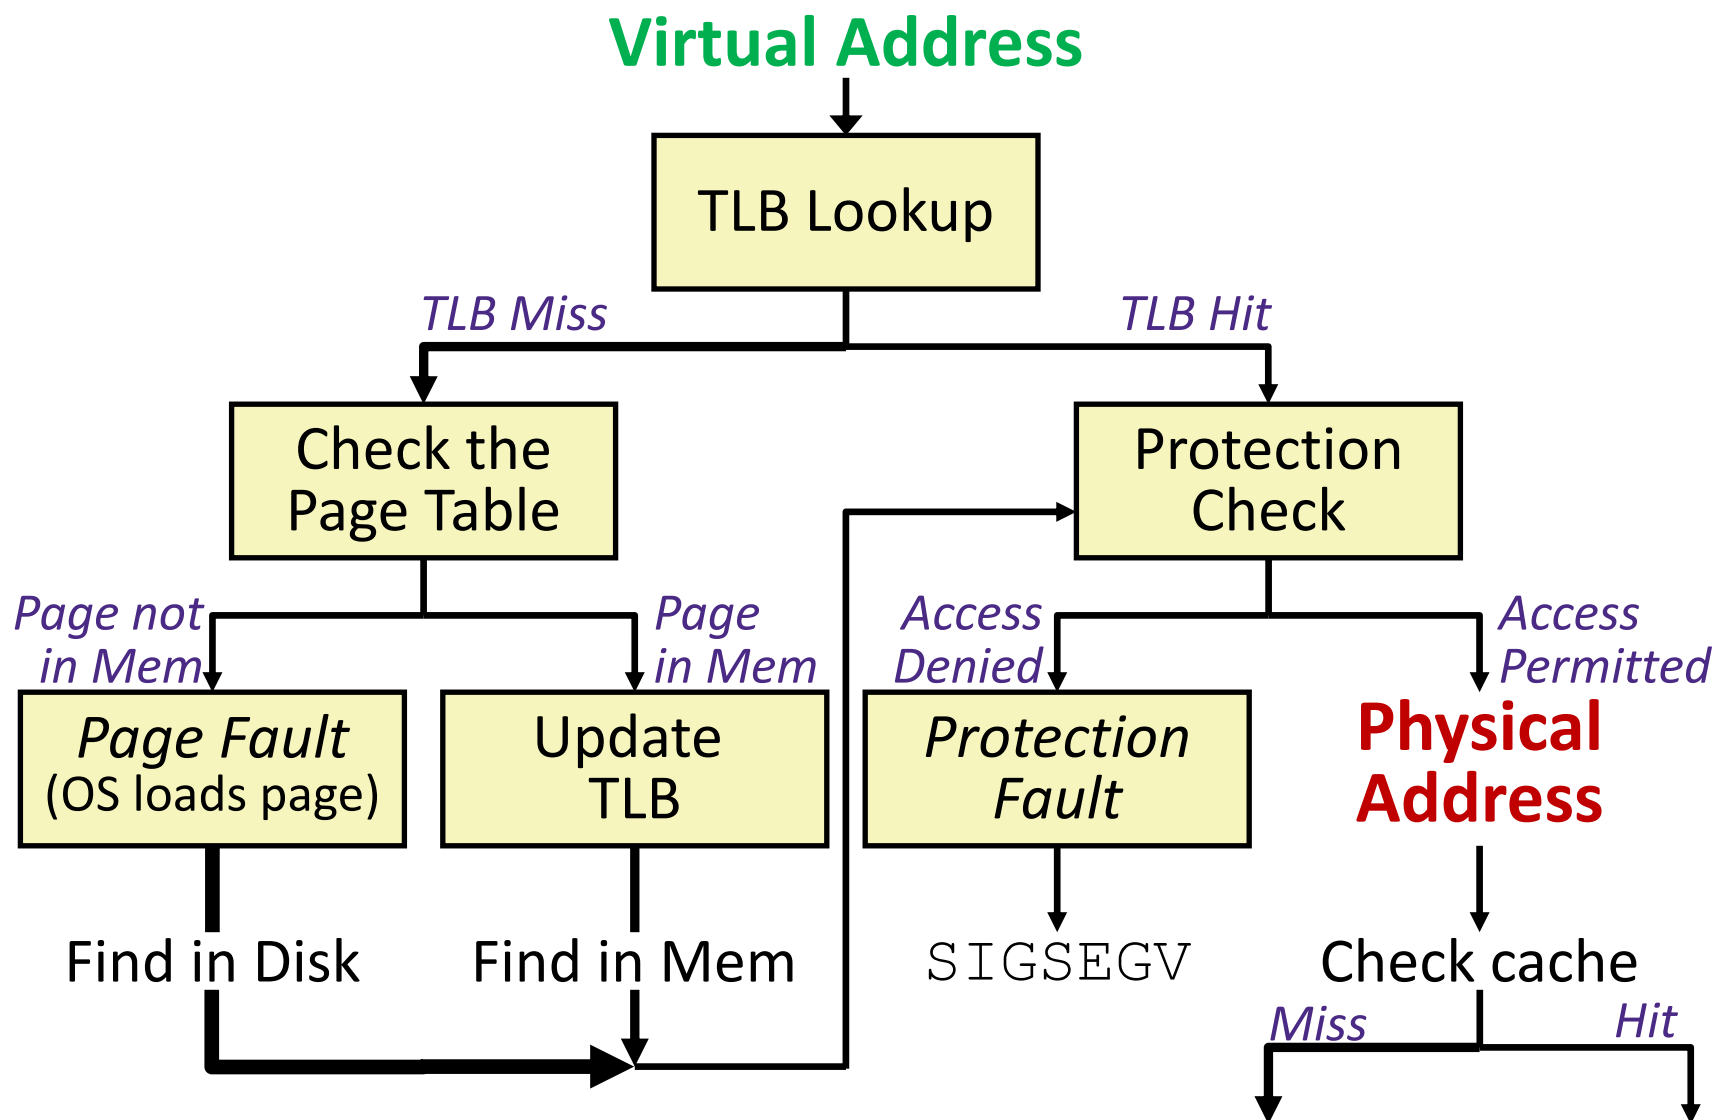 Virtual Address
TLB Lookup
TLB Miss
TLB Hit
Check the
Page Table
Protection
Check
Page not
in Mem
Page
in Mem
Access
Denied
Access
Permitted
Page Fault
(OS loads page)
Update
TLB
Protection
Fault
Physical
Address
Find in Disk
Find in Mem
SIGSEGV
Check cache
Miss
Hit